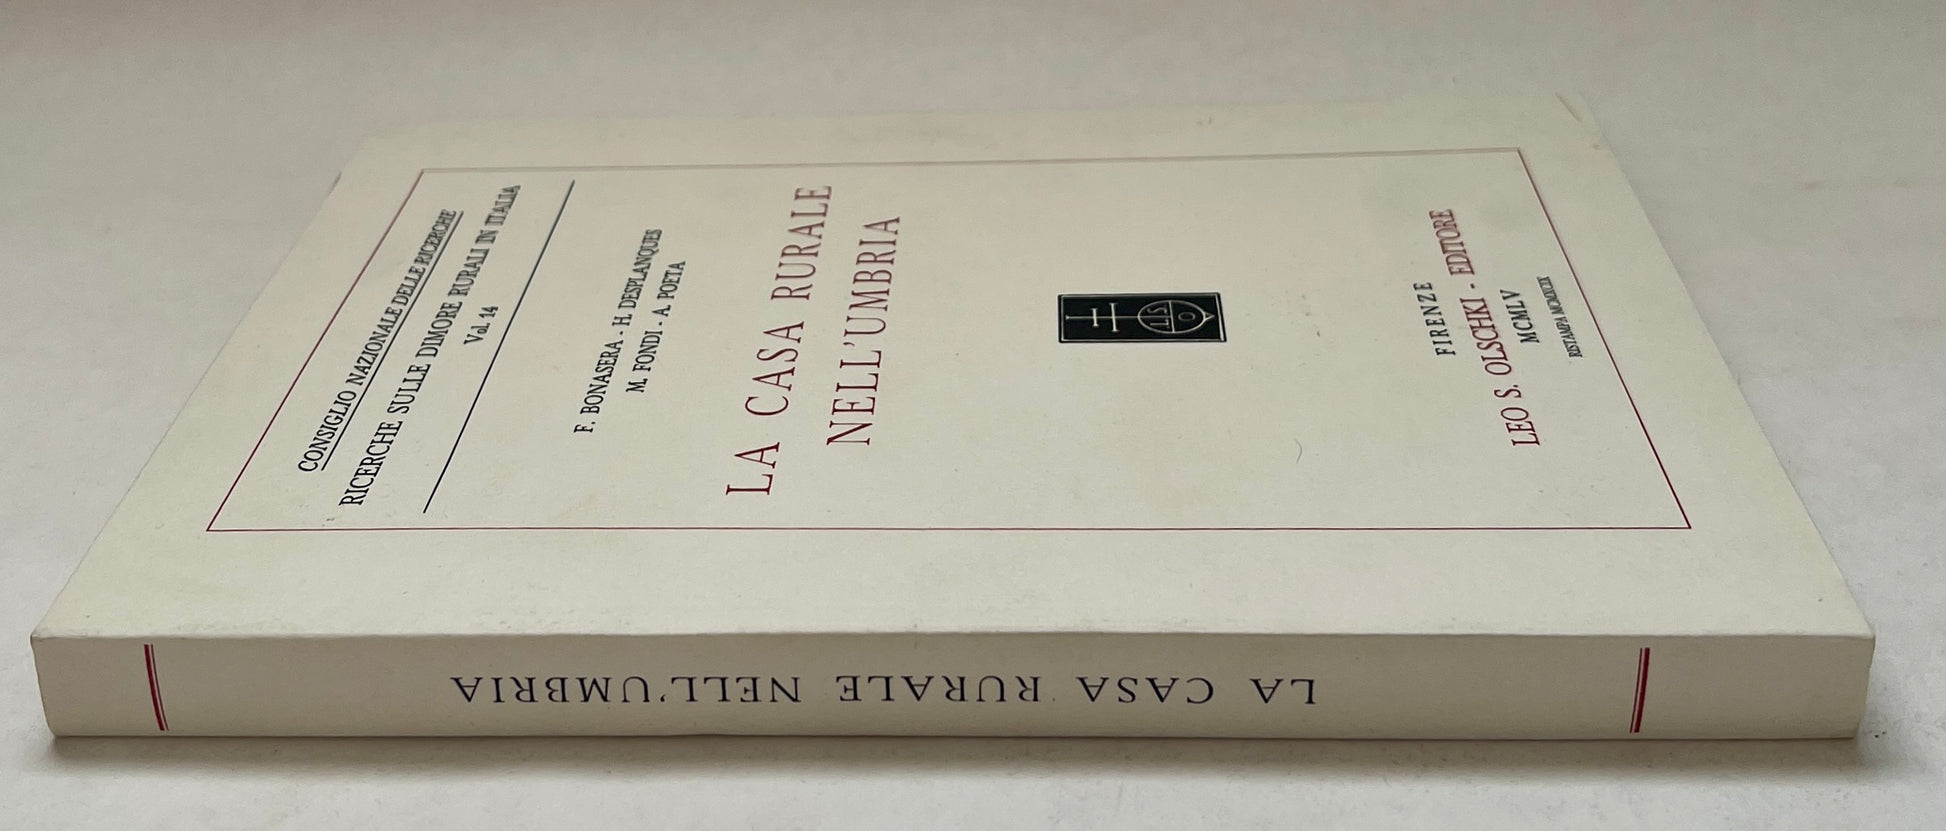 CONSIGLIO NAZIONALE DELLE RICERCHE
RICERCHE SULLE DIMORE RURALI IN ITALIA
Vol. 14
F. BONASERA - H. DESPLANQUES
M. FONDI - A. POETA
LA CASA RURALE
NELL'UMBRIA
FIRENZE
LEO S. OLSCHKI - EDITORE
MCMLV
RISTAMPA
LA CASA RURALE NELL'UMBRIA